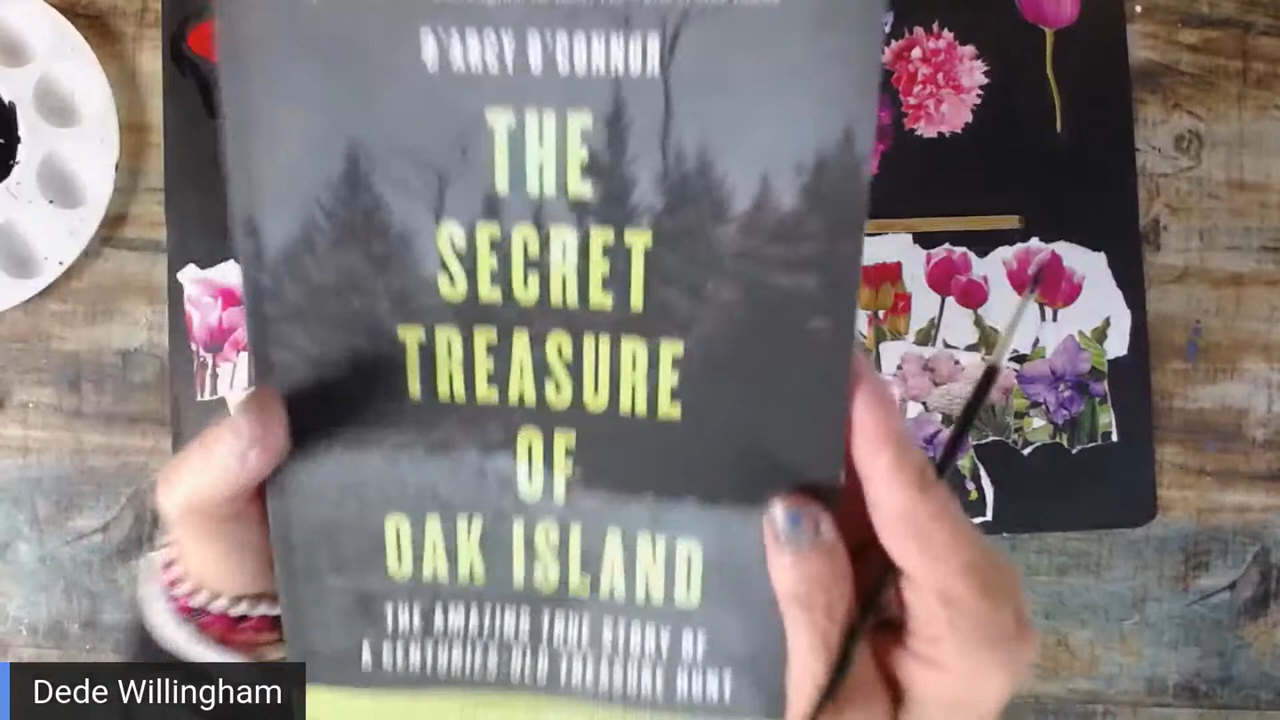 D'ARCY O'CONNOR
THE
SECRET
TREASURE
OF
OAK ISLAND
THE AMAZING TRUE STORY OF
A CENTURIES-OLD TREASURE HUNT
Dede Willingham